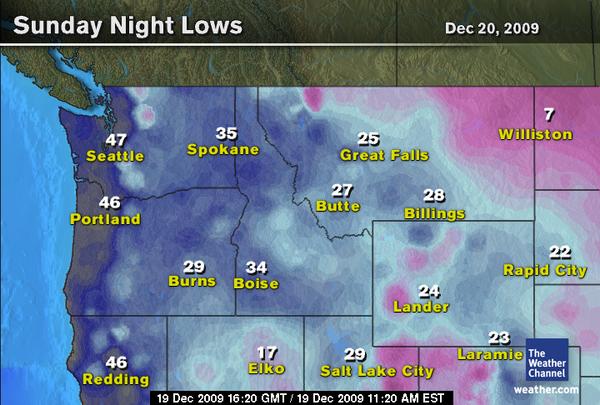 Sunday Night Lows
Dec 20, 2009
7
Williston
47
Seattle
35
Spokane
25
Great Falls
46
Portland
27
Butte
28
Billings
29
Burns
34
Boise
22
Rapid City
24
Lander
46
Redding
17
Elko
29
Salt Lake City
23
Laramie
The
Weather
Channel
weather.com
19 Dec 2009 16:20 GMT / 19 Dec 2009 11:20 AM EST